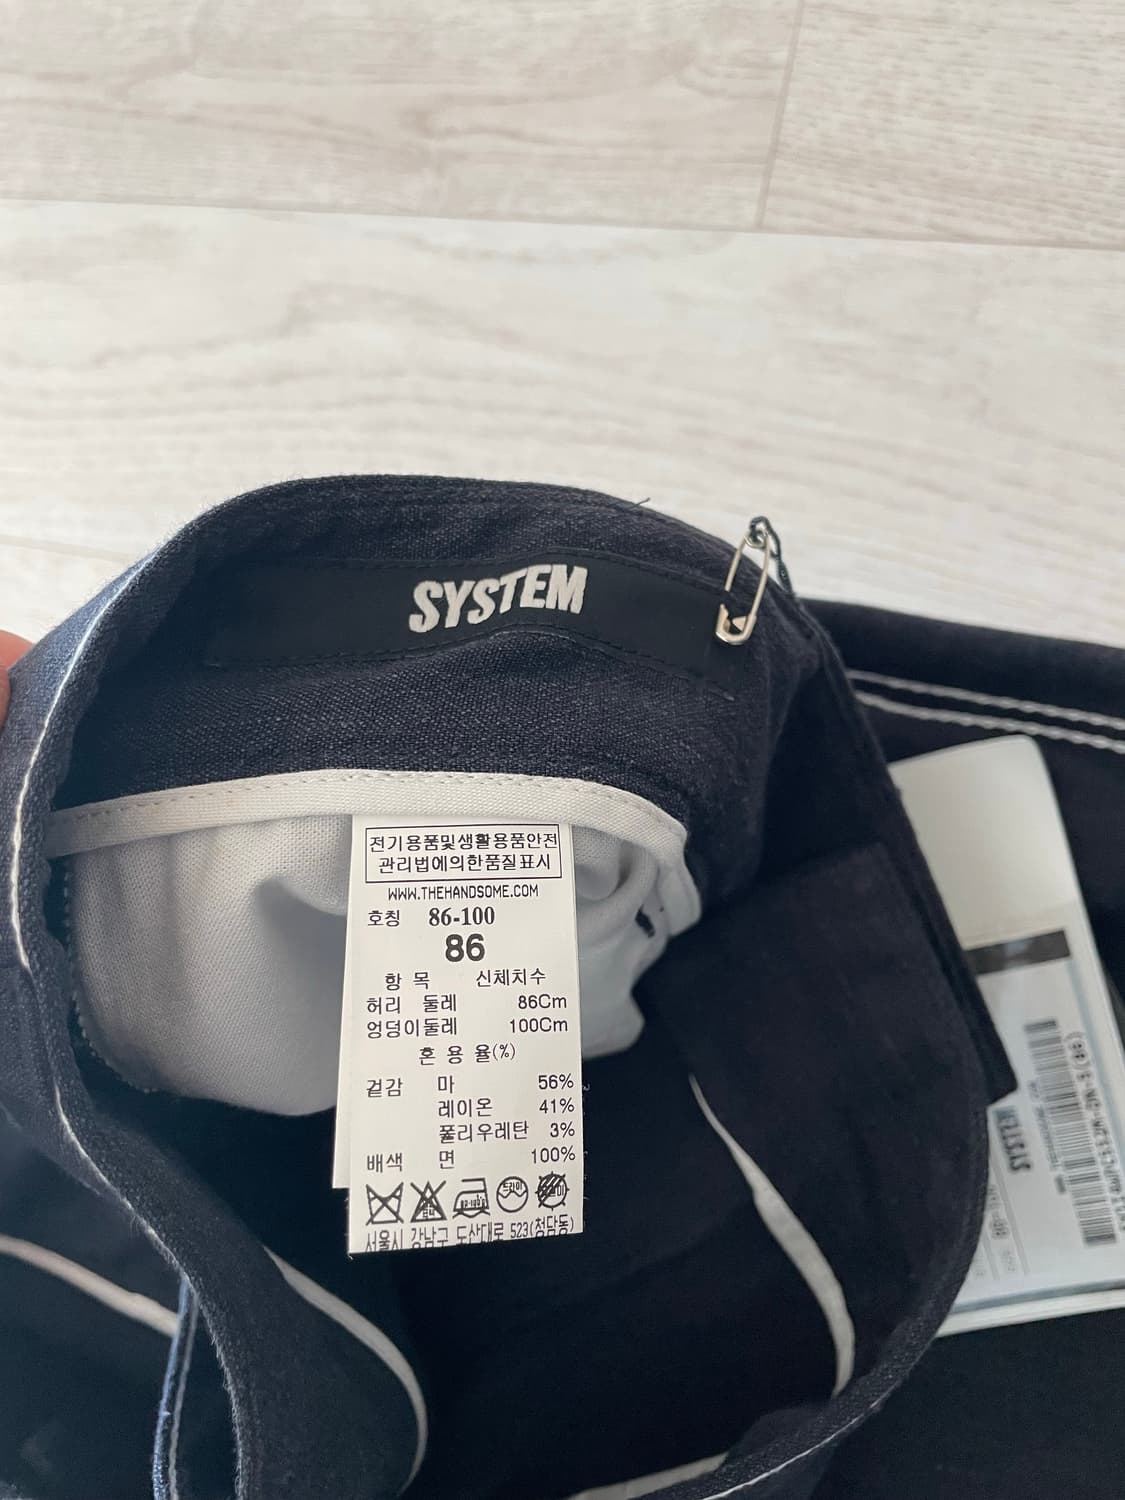 SYSTEM
전기용품및생활용품안전
관리법에의한품질표시
WWW.THEHANDSOME.COM
호칭 86-100
86
항 목 신체치수
허리 둘레 86Cm
엉덩이둘레 100Cm
혼 용 율(%)
겉감 마 56%
레이온 41%
폴리우레탄 3%
배색 면 100%
드라이
서울시 강남구 도산대로 523(청담동)
SYSTEM